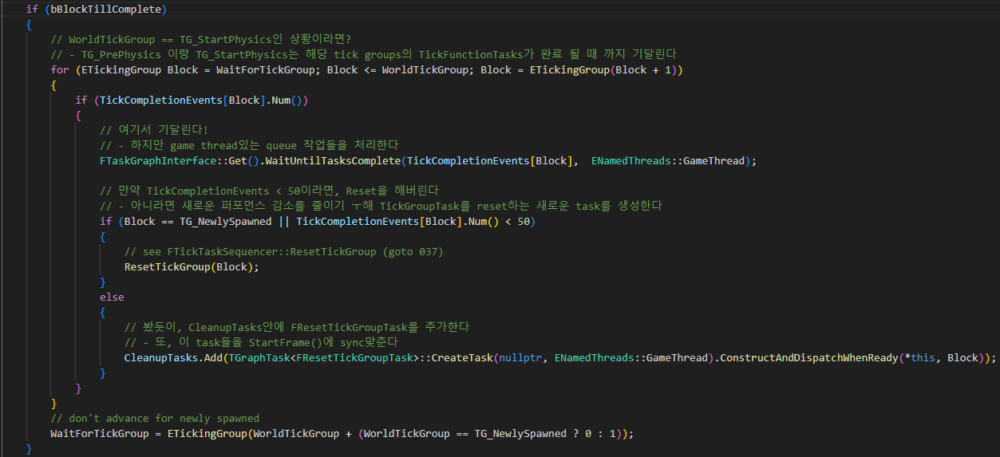 if (bBlockTillComplete)
{
// WorldTickGroup == TG_StartPhysics인 상황이라면?
// - TG_PrePhysics 이랑 TG_StartPhysics는 해당 tick groups의 TickFunctionTasks가 완료 될 때 까지 기달린다
for (ETickingGroup Block = WaitForTickGroup; Block <= WorldTickGroup; Block = ETickingGroup(Block + 1))
{
if (TickCompletionEvents[Block].Num())
{
// 여기서 기달린다!
// - 하지만 game thread있는 queue 작업들을 처리한다
FTaskGraphInterface::Get().WaitUntilTasksComplete(TickCompletionEvents[Block],  ENamedThreads::GameThread);
// 만약 TickCompletionEvents < 50이라면, Reset을 해버린다
// - 아니라면 새로운 퍼포먼스 감소를 줄이기 ㅜ해 TickGroupTask를 reset하는 새로운 task를 생성한다
if (Block == TG_NewlySpawned || TickCompletionEvents[Block].Num() < 50)
{
// see FTickTaskSequencer::ResetTickGroup (goto 037)
ResetTickGroup(Block);
}
else
{
// 봤듯이, CleanupTasks안에 FResetTickGroupTask를 추가한다
// - 또, 이 task들을 StartFrame()에 sync맞춘다
CleanupTasks.Add(TGraphTask<FResetTickGroupTask>::CreateTask(nullptr, ENamedThreads::GameThread).ConstructAndDispatchWhenReady(*this, Block));
}
}
}
// don't advance for newly spawned
WaitForTickGroup = ETickingGroup(WorldTickGroup + (WorldTickGroup == TG_NewlySpawned ? 0 : 1));
}